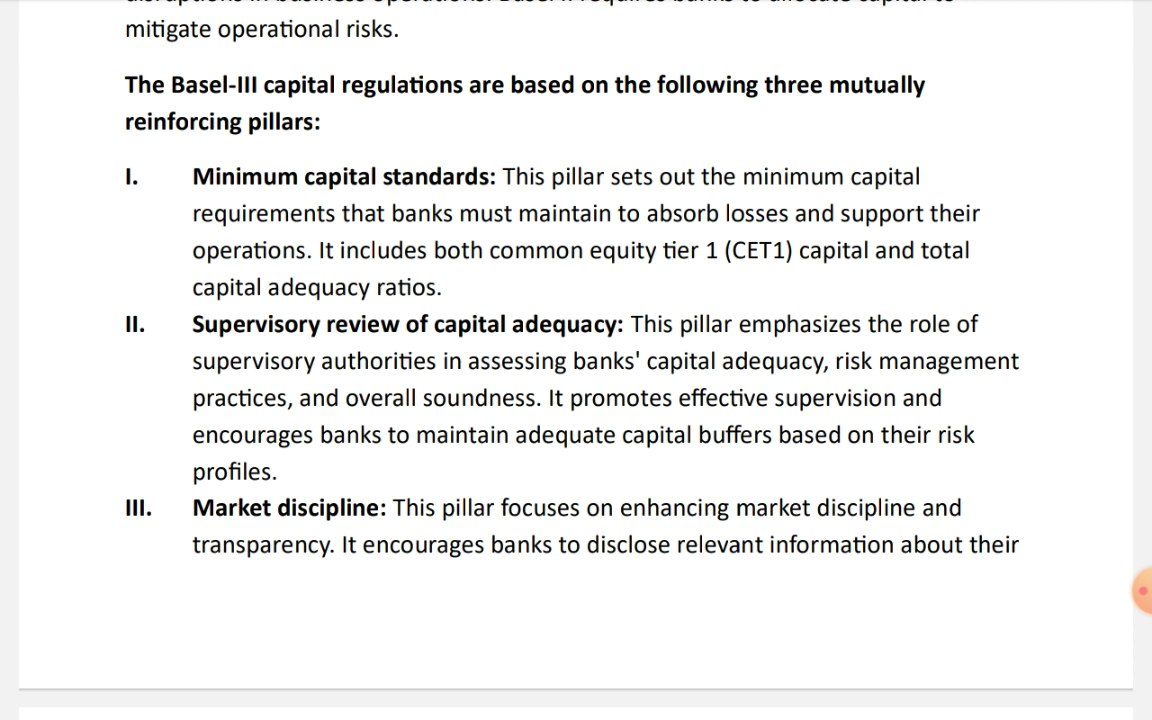 mitigate operational risks.
The Basel-III capital regulations are based on the following three mutually
reinforcing pillars:
I. Minimum capital standards: This pillar sets out the minimum capital
requirements that banks must maintain to absorb losses and support their
operations. It includes both common equity tier 1 (CET1) capital and total
capital adequacy ratios.
II. Supervisory review of capital adequacy: This pillar emphasizes the role of
supervisory authorities in assessing banks' capital adequacy, risk management
practices, and overall soundness. It promotes effective supervision and
encourages banks to maintain adequate capital buffers based on their risk
profiles.
III. Market discipline: This pillar focuses on enhancing market discipline and
transparency. It encourages banks to disclose relevant information about their